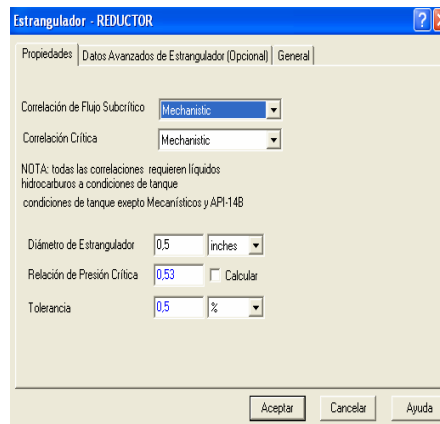 Estrangulador - REDUCTOR
Propiedades Datos Avanzados de Estrangulador (Opcional) General
Correlación de Flujo Subcrítico Mechanistic
Correlación Crítica Mechanistic
NOTA: todas las correlaciones requieren líquidos
hidrocarburos a condiciones de tanque
condiciones de tanque exepto Mecanísticos y API-14B
Diámetro de Estrangulador 0,5 inches
Relación de Presión Crítica 0,53 Calcular
Tolerancia 0,5 %
Aceptar Cancelar Ayuda